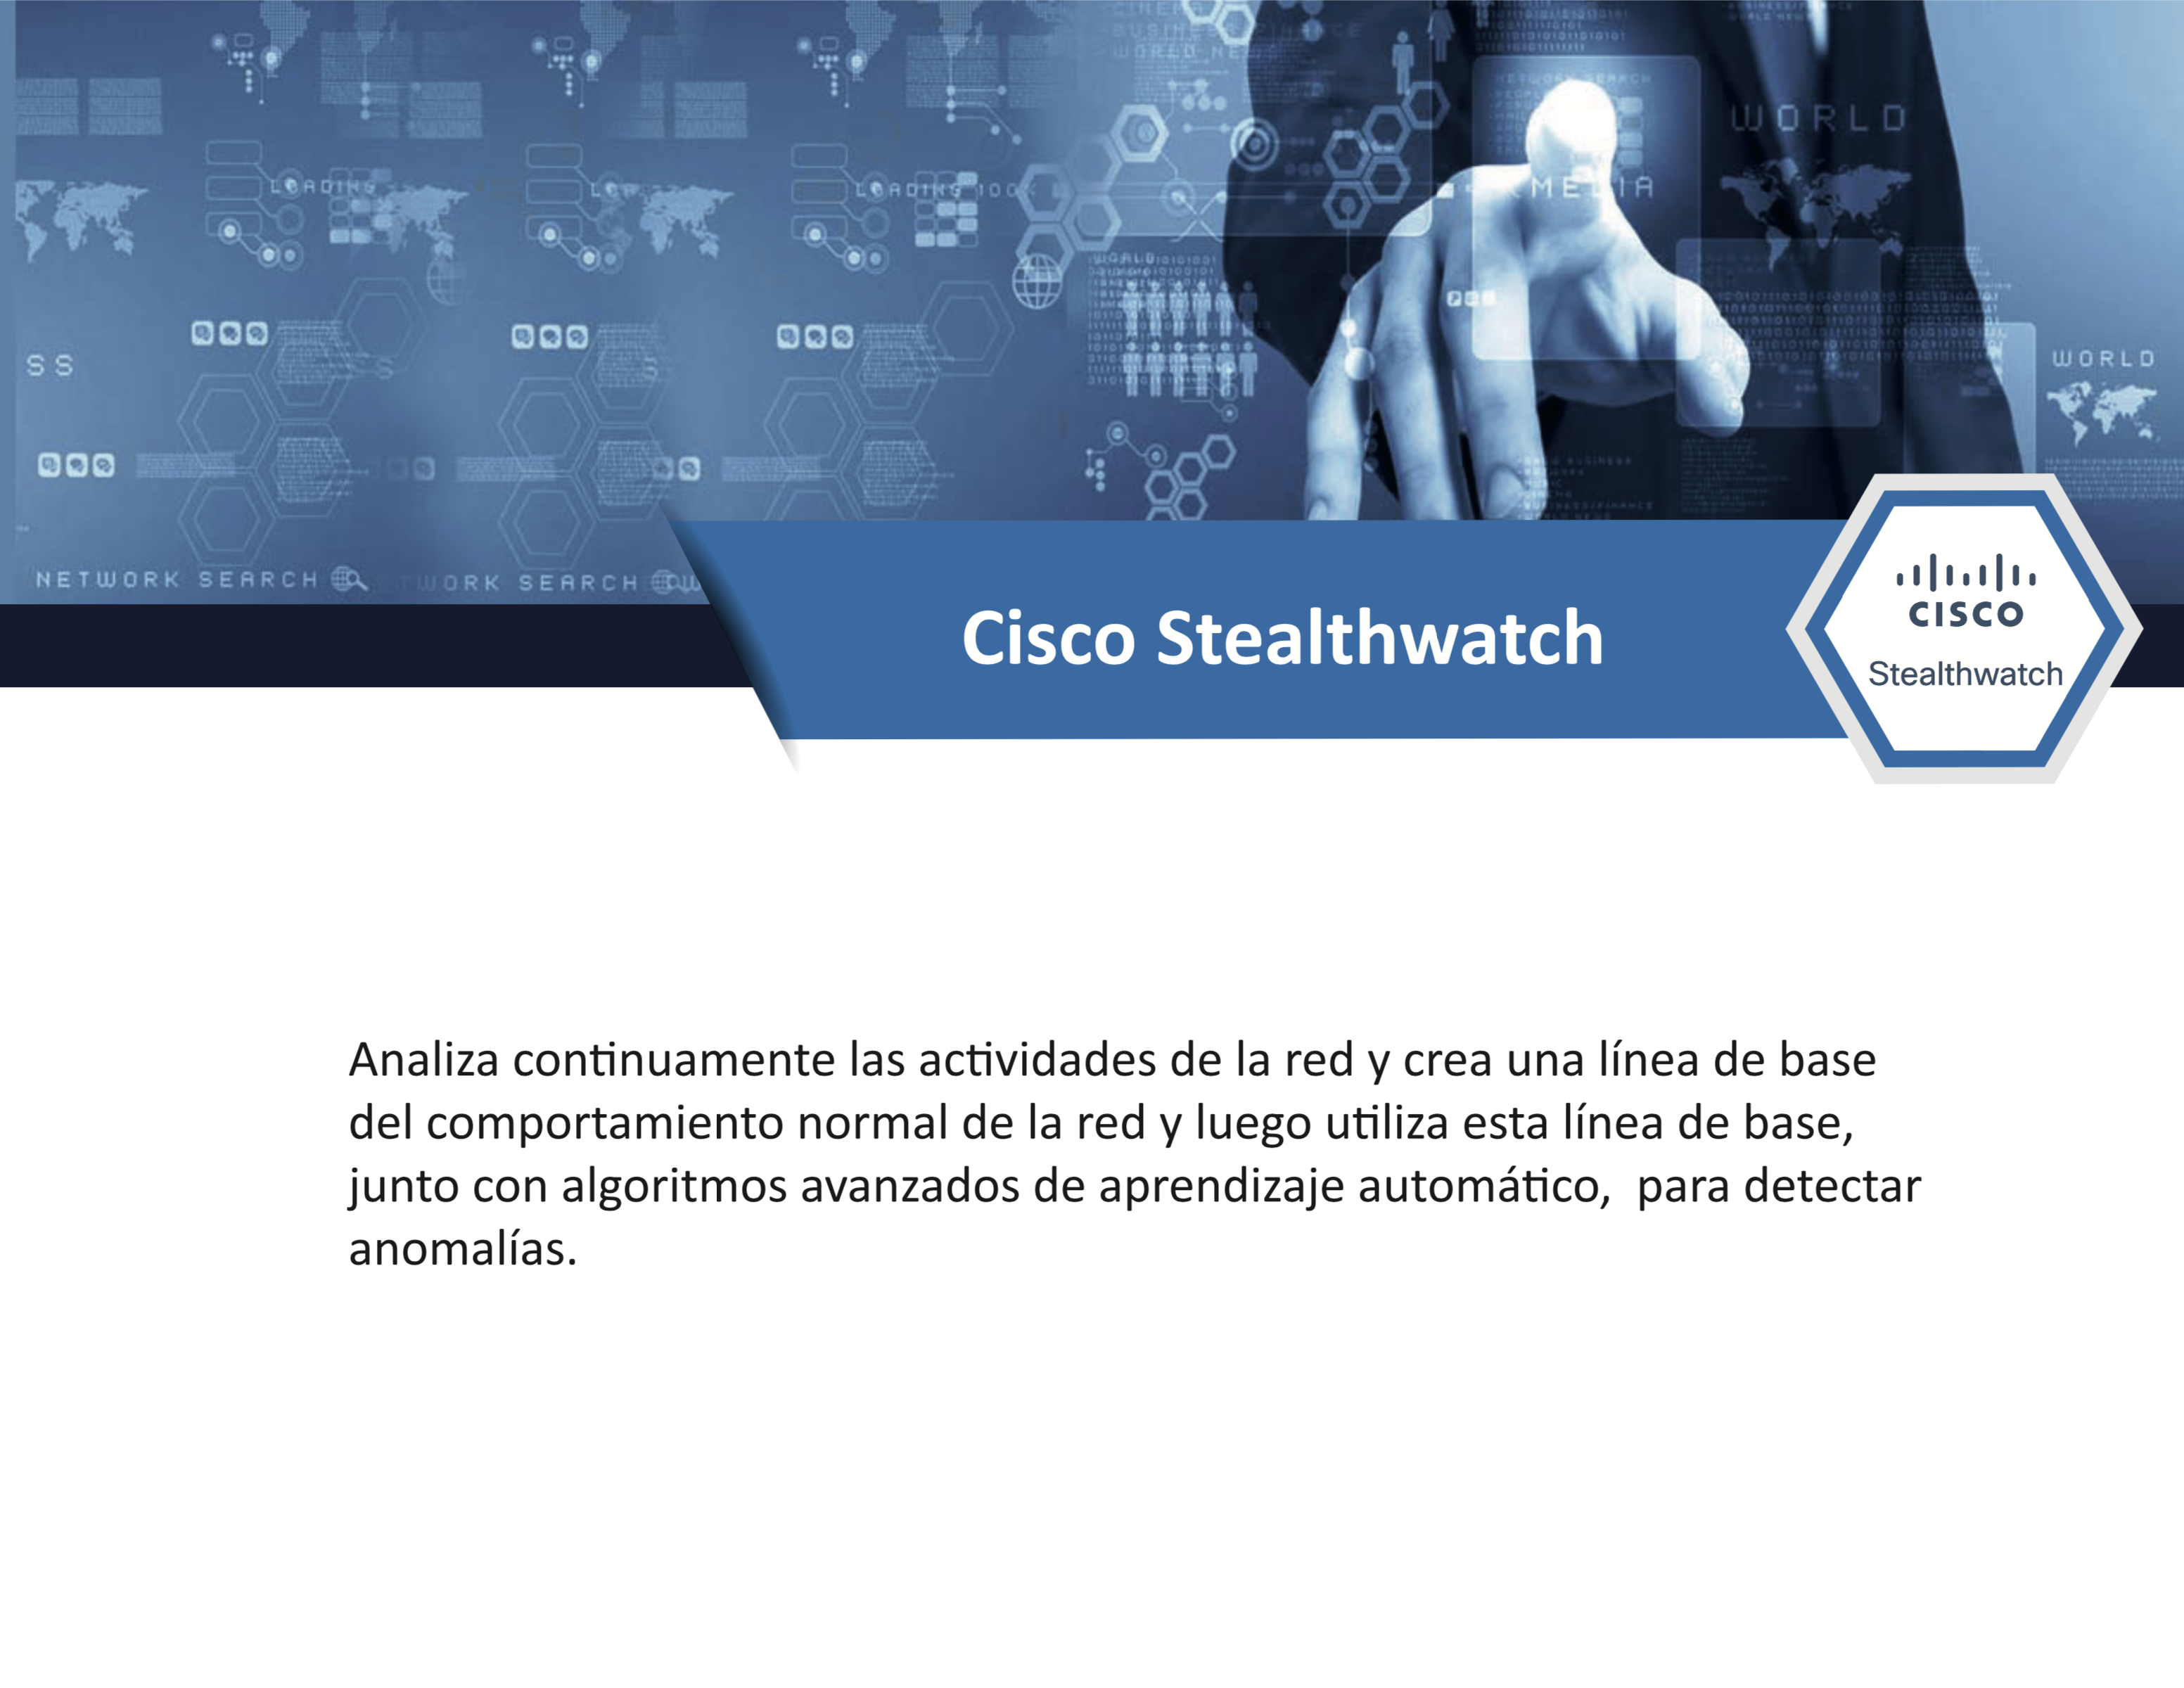 WORLD
LOADING
LOADING 100%
SS
WORLD
NETWORK SEARCH
WORK SEARCH
Cisco Stealthwatch
CISCO
Stealthwatch
Analiza continuamente las actividades de la red y crea una línea de base
del comportamiento normal de la red y luego utiliza esta línea de base,
junto con algoritmos avanzados de aprendizaje automático,  para detectar
anomalías.